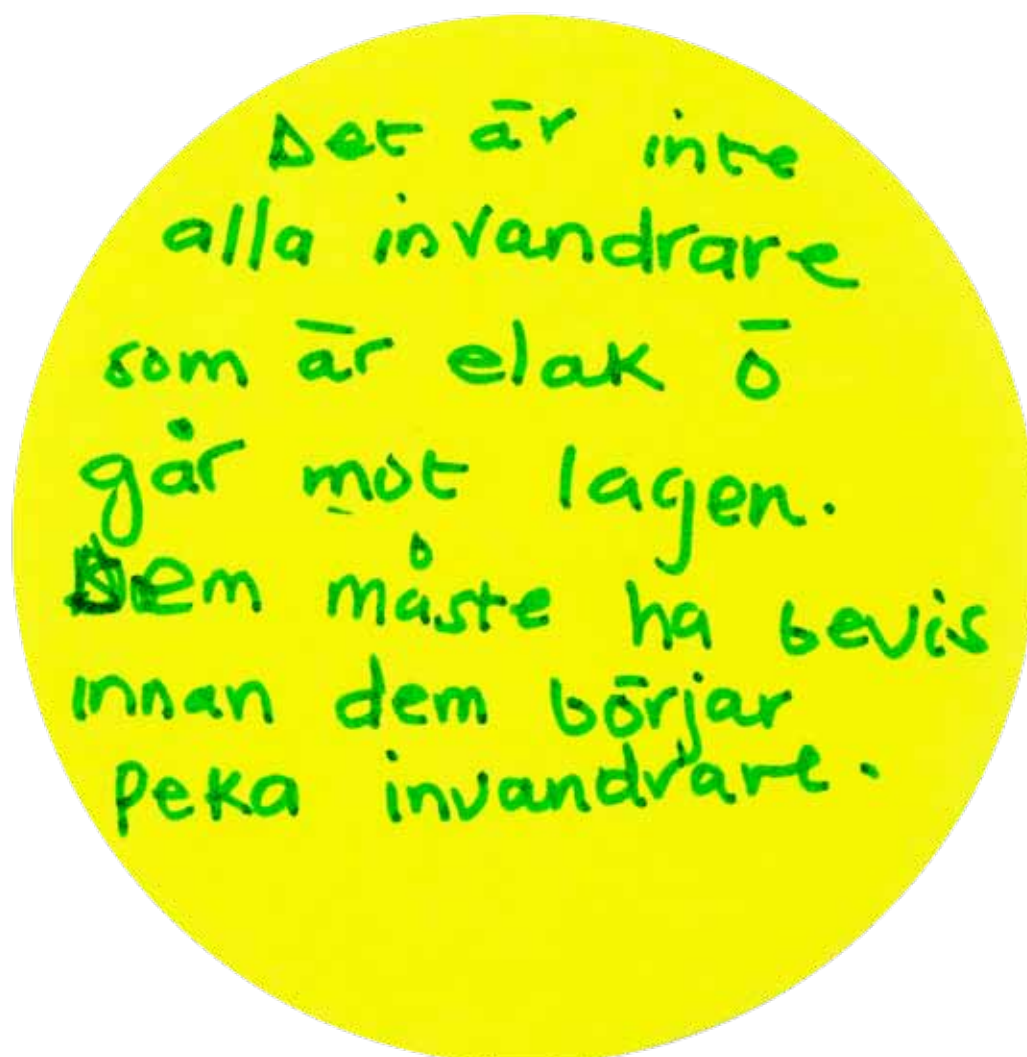 Det är inte
alla invandrare
som är elak ö
går mot lagen.
Dem måste ha bevis
innan dem börjar
peka invandrare.